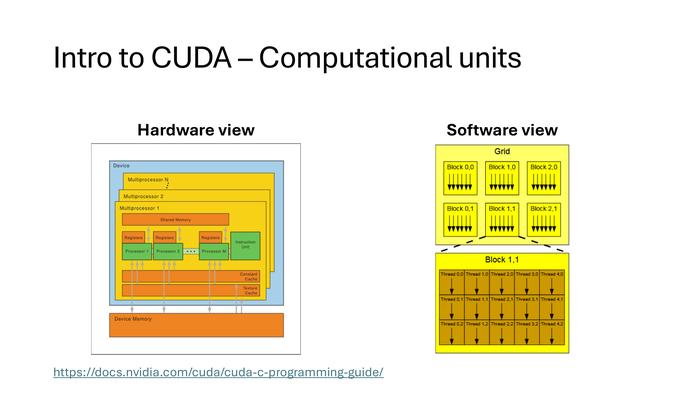 Intro to CUDA – Computational units
Hardware view
Device
Multiprocessor N
Multiprocessor 2
Multiprocessor 1
Shared Memory
Registers Registers Registers
Processor 1 Processor 2 Processor M Instruction
Unit
Constant
Cache
Texture
Cache
Device Memory
Software view
Grid
Block 0,0 Block 1,0 Block 2,0
Block 0,1 Block 1,1 Block 2,1
Block 1,1
Thread 0,0 Thread 1,0 Thread 2,0 Thread 3,0 Thread 4,0
Thread 0,1 Thread 1,1 Thread 2,1 Thread 3,1 Thread 4,1
Thread 0,2 Thread 1,2 Thread 2,2 Thread 3,2 Thread 4,2
https://docs.nvidia.com/cuda/cuda-c-programming-guide/